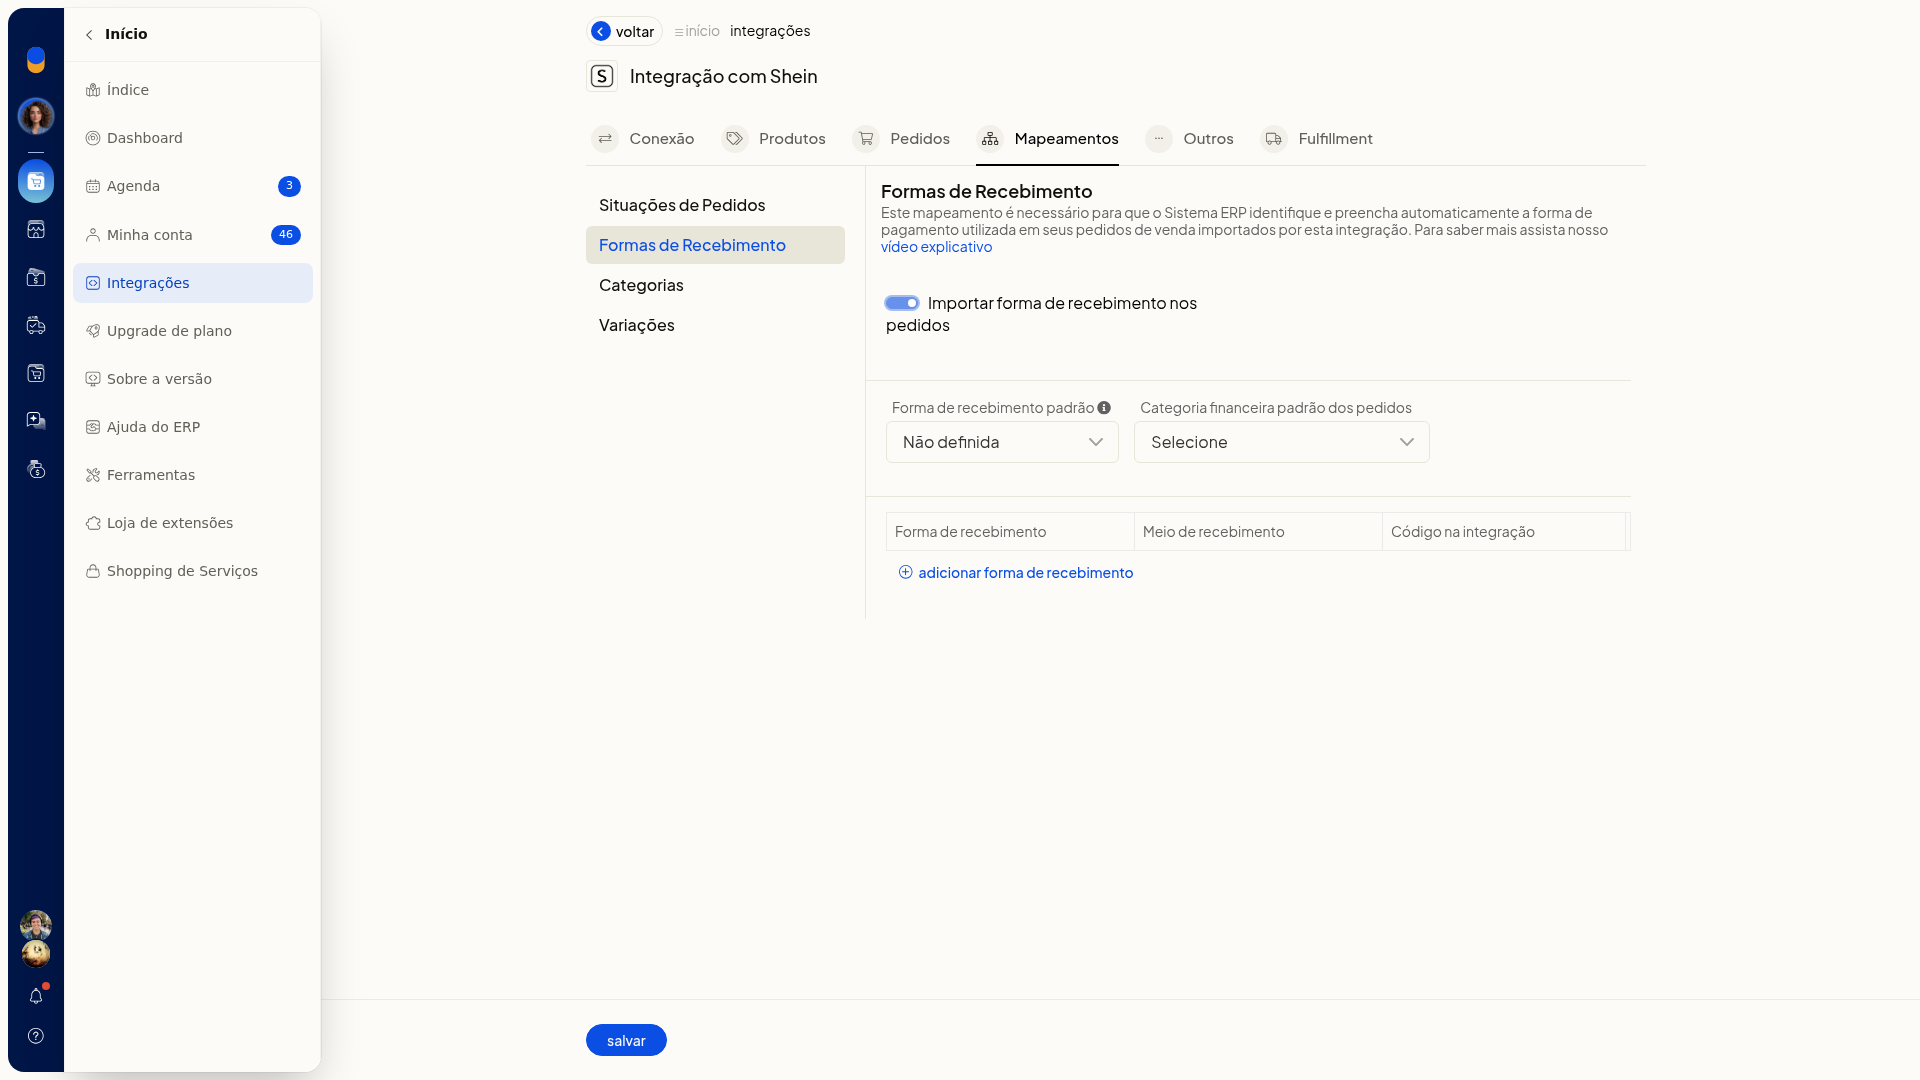 Início
Índice
Dashboard
Agenda
3
Minha conta
46
Integrações
Upgrade de plano
Sobre a versão
Ajuda do ERP
Ferramentas
Loja de extensões
Shopping de Serviços
voltar
início
integrações
S
Integração com Shein
Conexão
Produtos
Pedidos
Mapeamentos
Outros
Fulfillment
Situações de Pedidos
Formas de Recebimento
Categorias
Variações
Formas de Recebimento
Este mapeamento é necessário para que o Sistema ERP identifique e preencha automaticamente a forma de
pagamento utilizada em seus pedidos de venda importados por esta integração. Para saber mais assista nosso
vídeo explicativo
Importar forma de recebimento nos
pedidos
Forma de recebimento padrão
Categoria financeira padrão dos pedidos
Não definida
Selecione
Forma de recebimento
Meio de recebimento
Código na integração
adicionar forma de recebimento
salvar